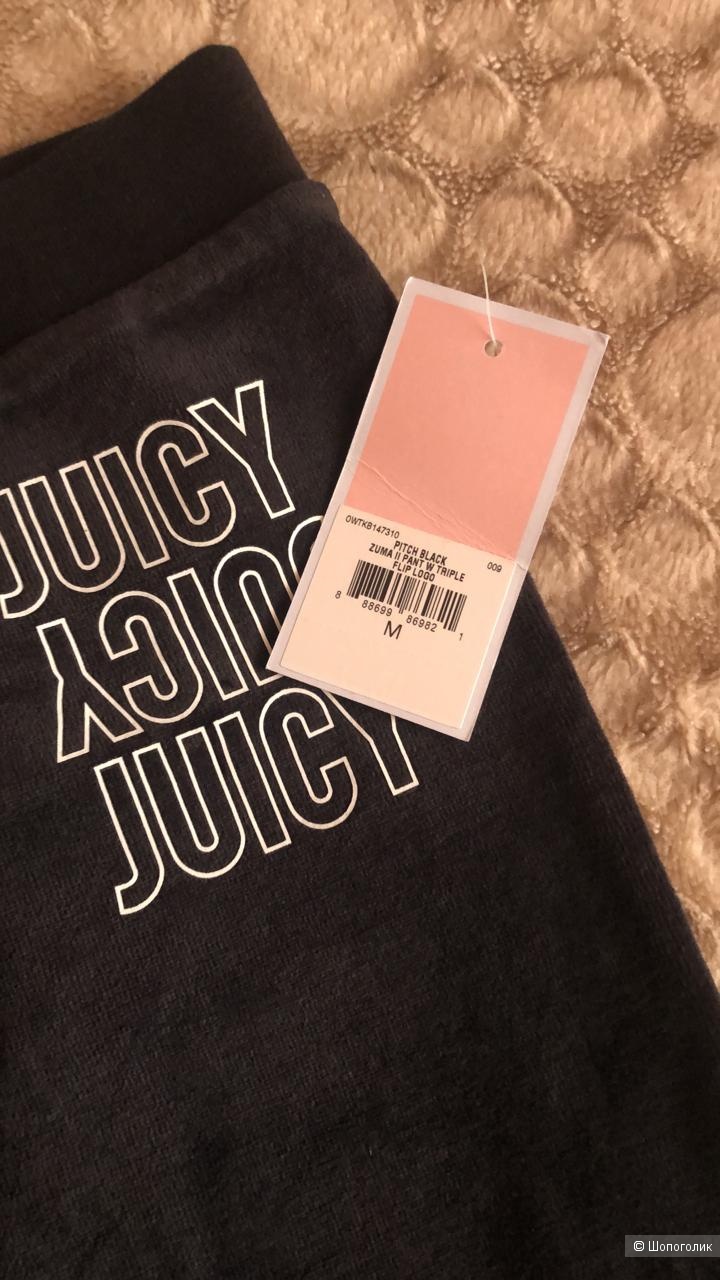 JUICY
JUICY
JUICY
0WTKB147310
PITCH BLACK
009
ZUMA II PANT W TRIPLE
FLIP LOGO
8 88699 86982 1
M
© Шопоголик